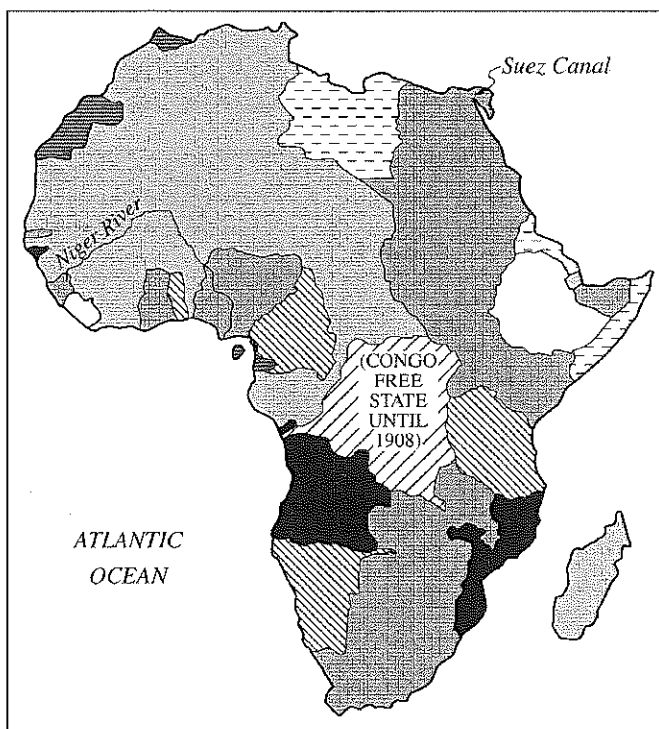 Suez Canal
Niger River
(CONGO
FREE
STATE
UNTIL
1908)
ATLANTIC
OCEAN